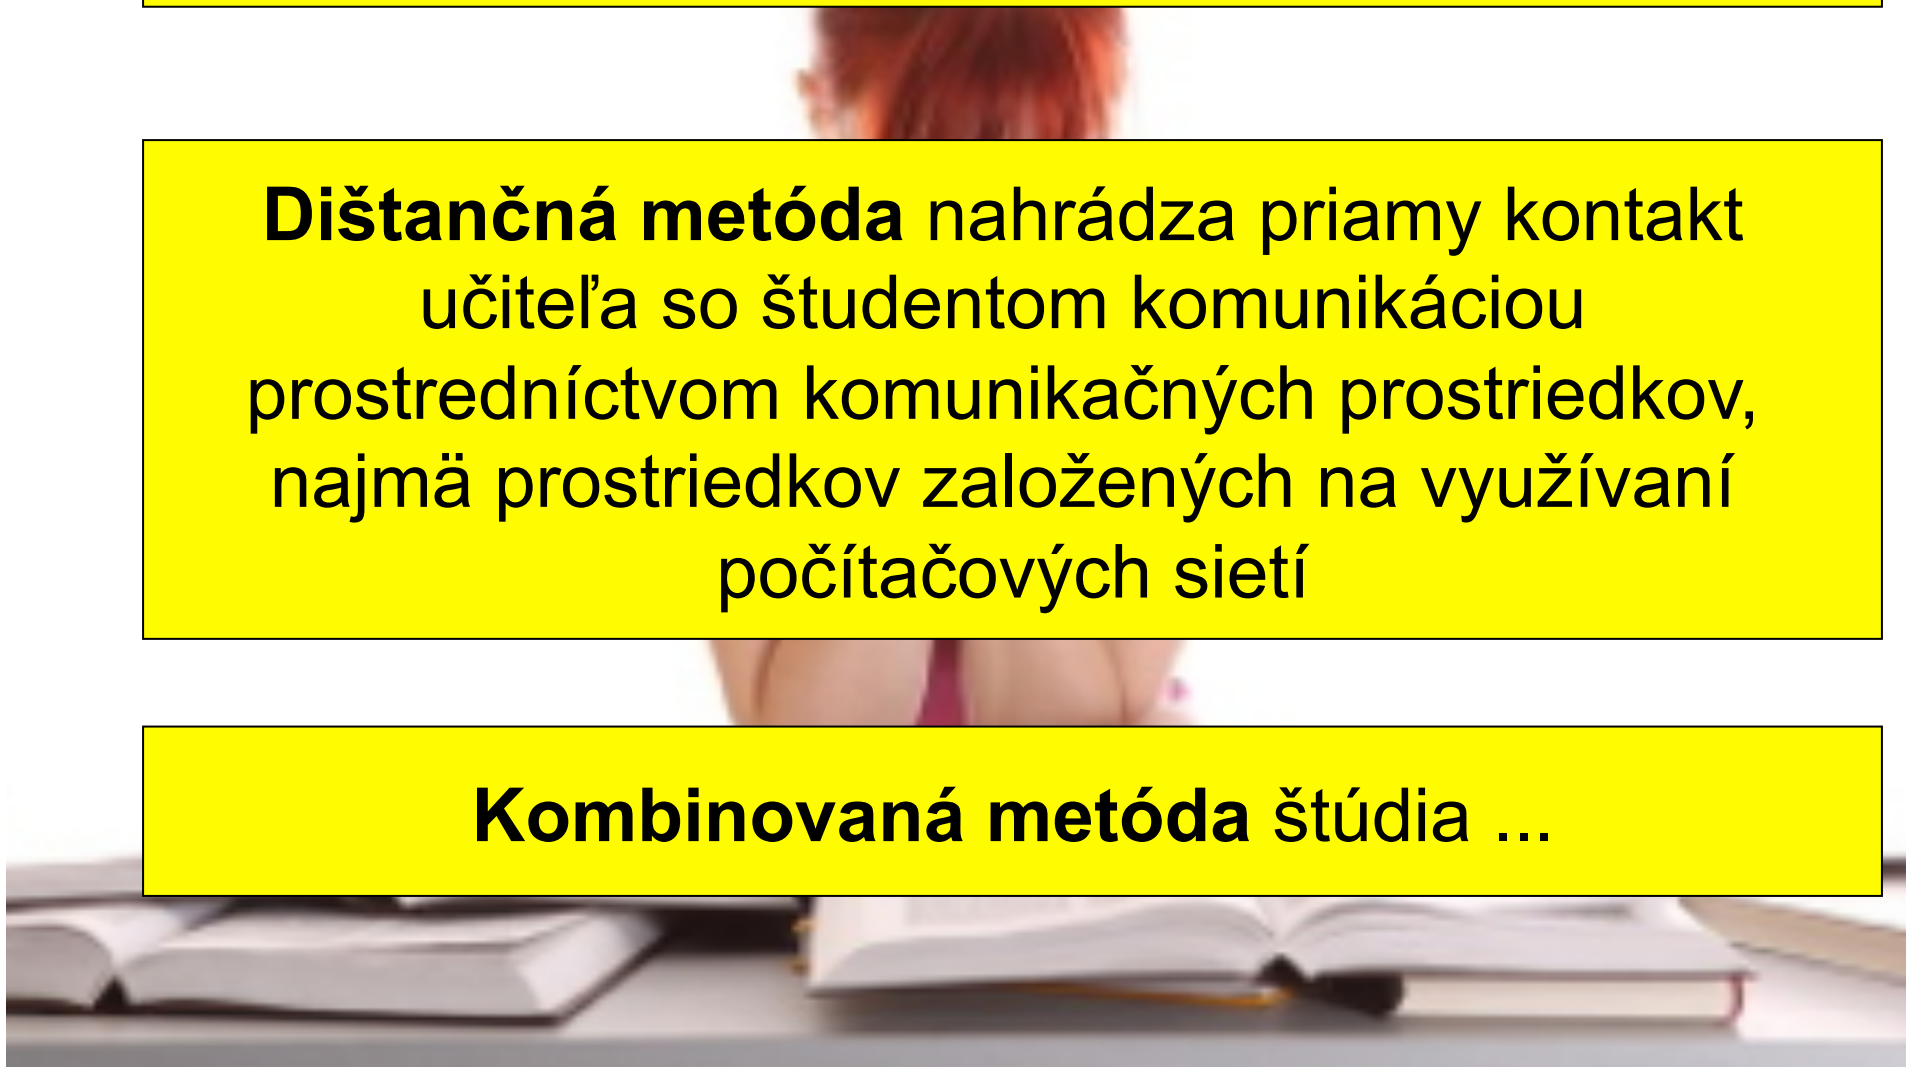 Dištančná metóda nahrádza priamy kontakt
učiteľa so študentom komunikáciou
prostredníctvom komunikačných prostriedkov,
najmä prostriedkov založených na využívaní
počítačových sietí
Kombinovaná metóda štúdia ...